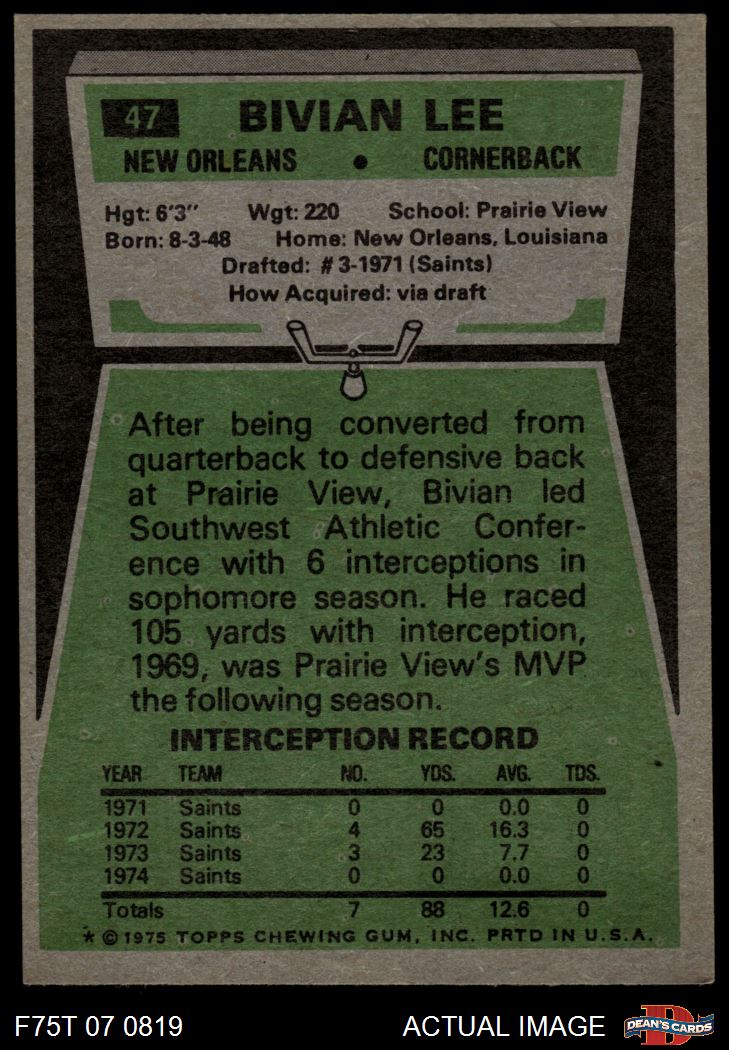 47 BIVIAN LEE
NEW ORLEANS • CORNERBACK
Hgt: 6'3" Wgt: 220 School: Prairie View
Born: 8-3-48 Home: New Orleans, Louisiana
Drafted: #3-1971 (Saints)
How Acquired: via draft
After being converted from
quarterback to defensive back
at Prairie View, Bivian led
Southwest Athletic Confer-
ence with 6 interceptions in
sophomore season. He raced
105 yards with interception,
1969, was Prairie View's MVP
the following season.
INTERCEPTION RECORD
YEAR TEAM NO. YDS. AVG. TDS.
1971 Saints 0 0 0.0 0
1972 Saints 4 65 16.3 0
1973 Saints 3 23 7.7 0
1974 Saints 0 0 0.0 0
Totals 7 88 12.6 0
* © 1975 TOPPS CHEWING GUM, INC. PRTD IN U.S.A.
F75T 07 0819 ACTUAL IMAGE DEAN'S CARDS